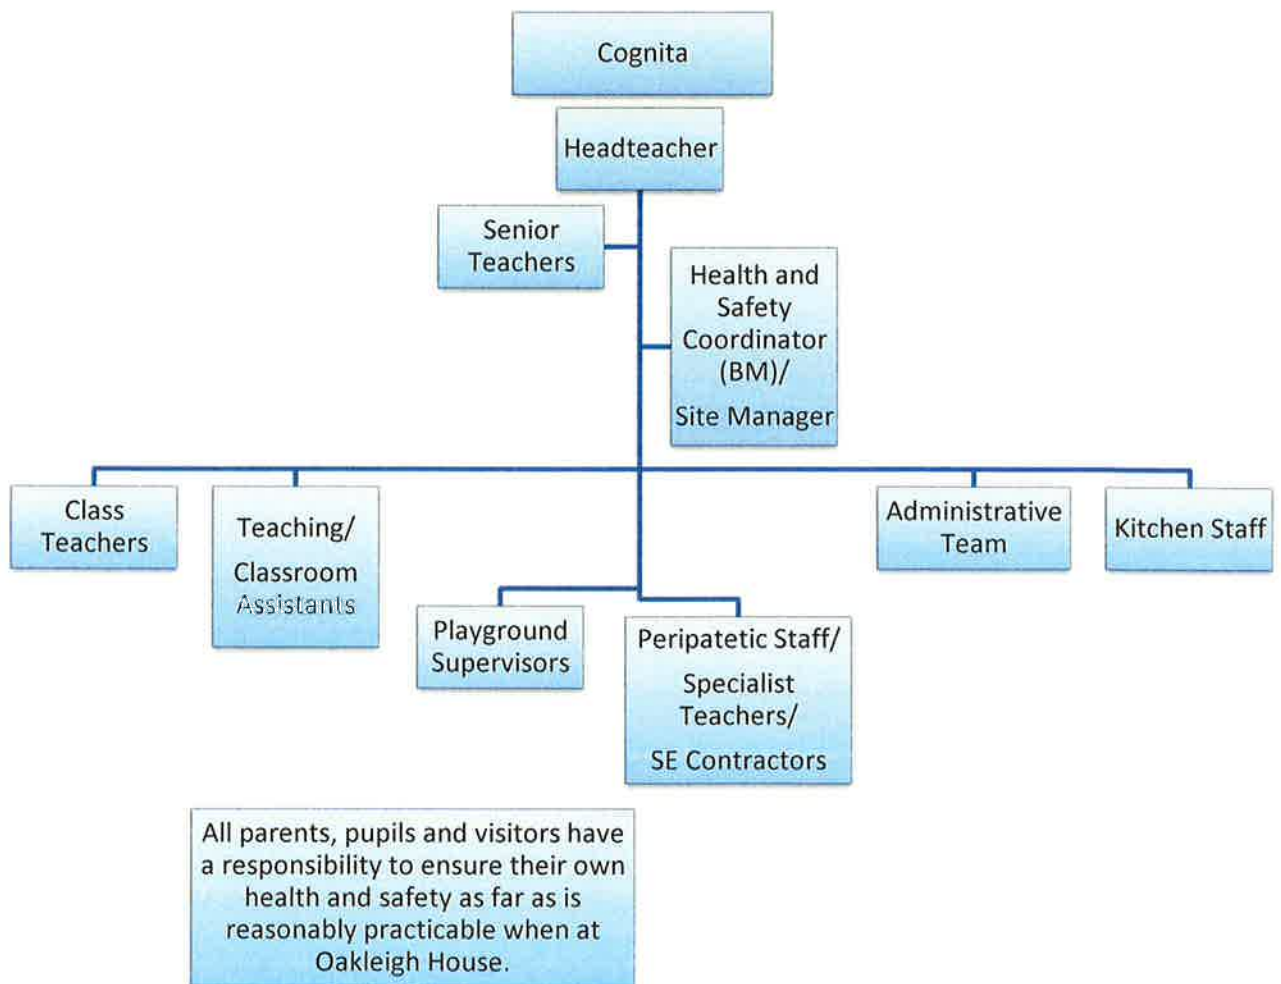 Cognita
Headteacher
Senior
Teachers
Health and
Safety
Coordinator
(BM)/
Site Manager
Class
Teachers
Teaching/
Classroom
Assistants
Playground
Supervisors
Peripatetic Staff/
Specialist
Teachers/
SE Contractors
Administrative
Team
Kitchen Staff
All parents, pupils and visitors have
a responsibility to ensure their own
health and safety as far as is
reasonably practicable when at
Oakleigh House.